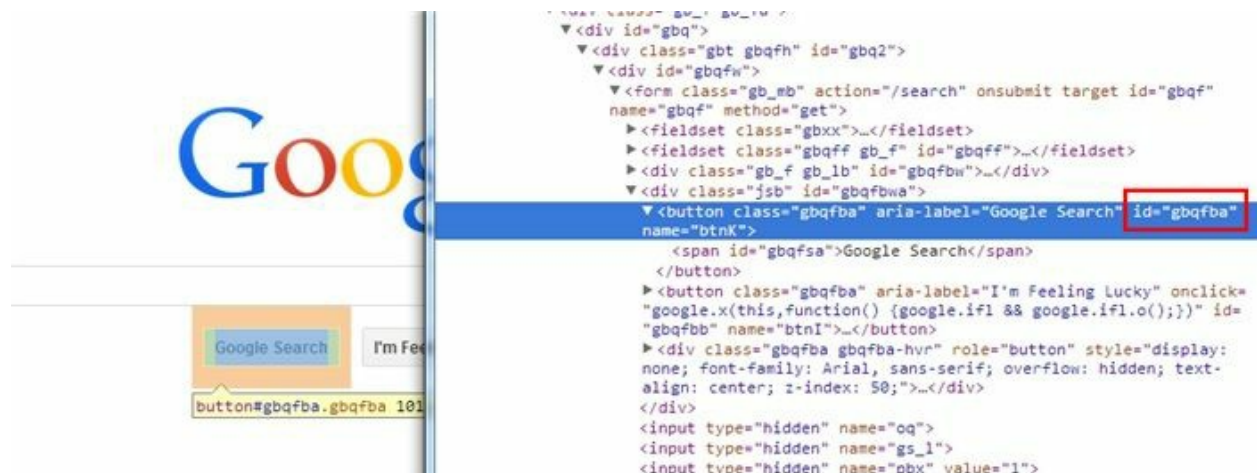 Goog
Google Search
I'm Fee
button#gbqfba.gbqfba 101
▼<div id="gbq">
▼<div class="gbt gbqfh" id="gbq2">
▼<div id="gbqfw">
▼<form class="gb_mb" action="/search" onsubmit target id="gbqf"
name="gbqf" method="get">
▶<fieldset class="gbxx">…</fieldset>
▶<fieldset class="gbqff gb_f" id="gbqff">…</fieldset>
▶<div class="gb_f gb_lb" id="gbqfbw">…</div>
▼<div class="jsb" id="gbqfbwa">
▼<button class="gbqfba" aria-label="Google Search" id="gbqfba"
name="btnK">
<span id="gbqfsa">Google Search</span>
</button>
▶<button class="gbqfba" aria-label="I'm Feeling Lucky" onclick=
"google.x(this,function() {google.ifl && google.ifl.o();})" id=
"gbqfbb" name="btnI">…</button>
▶<div class="gbqfba gbqfba-hvr" role="button" style="display:
none; font-family: Arial, sans-serif; overflow: hidden; text-
align: center; z-index: 50;">…</div>
</div>
<input type="hidden" name="oq">
<input type="hidden" name="gs_l">
<input type="hidden" name="pbx" value="1">